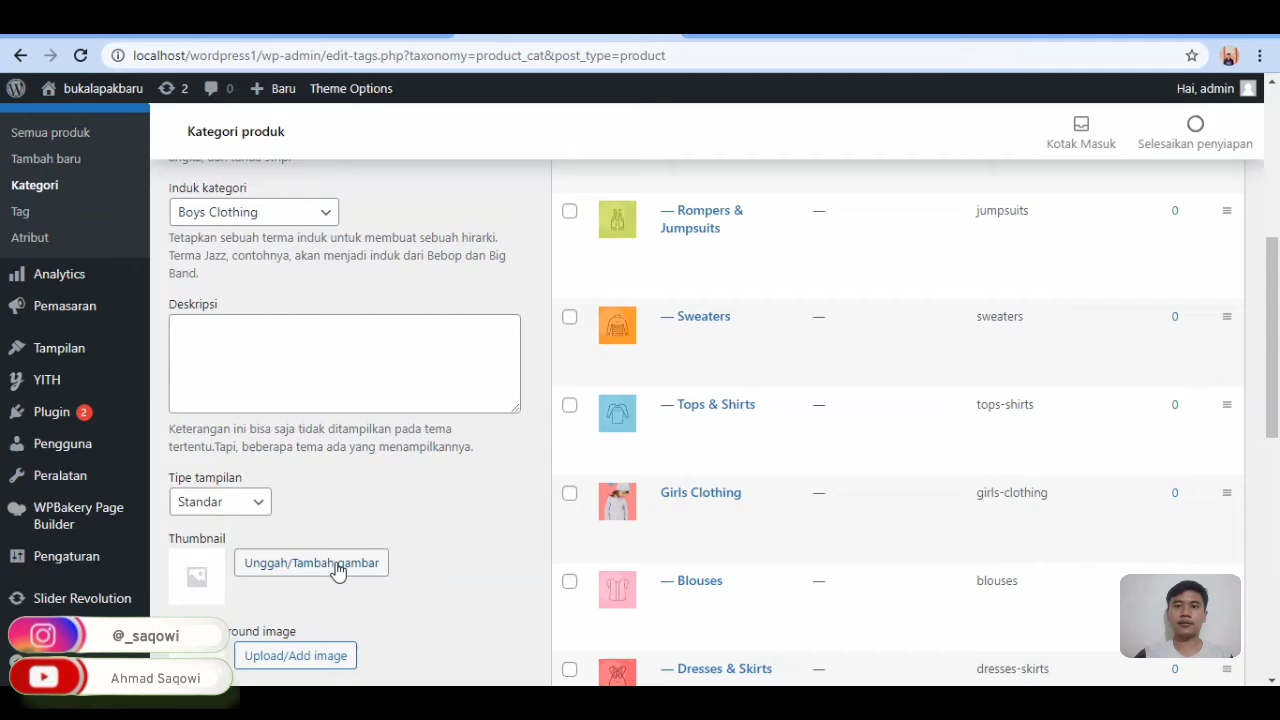 localhost/wordpress1/wp-admin/edit-tags.php?taxonomy=product_cat&post_type=product
bukalapakbaru
2
0
Baru
Theme Options
Hai, admin
Semua produk
Tambah baru
Kategori
Tag
Atribut
Analytics
Pemasaran
Tampilan
YITH
Plugin 2
Pengguna
Peralatan
WPBakery Page
Builder
Pengaturan
Slider Revolution
Kategori produk
Kotak Masuk
Selesaikan penyiapan
angka, dan tanda strip.
Induk kategori
Boys Clothing
Tetapkan sebuah terma induk untuk membuat sebuah hirarki.
Terma Jazz, contohnya, akan menjadi induk dari Bebop dan Big
Band.
Deskripsi
Keterangan ini bisa saja tidak ditampilkan pada tema
tertentu.Tapi, beberapa tema ada yang menampilkannya.
Tipe tampilan
Standar
Thumbnail
Unggah/Tambah gambar
image
Upload/Add image
— Rompers &
Jumpsuits
—
jumpsuits
0
— Sweaters
—
sweaters
0
— Tops & Shirts
—
tops-shirts
0
Girls Clothing
—
girls-clothing
0
— Blouses
—
blouses
— Dresses & Skirts
—
dresses-skirts
0
@_saqowi
Ahmad Saqowi